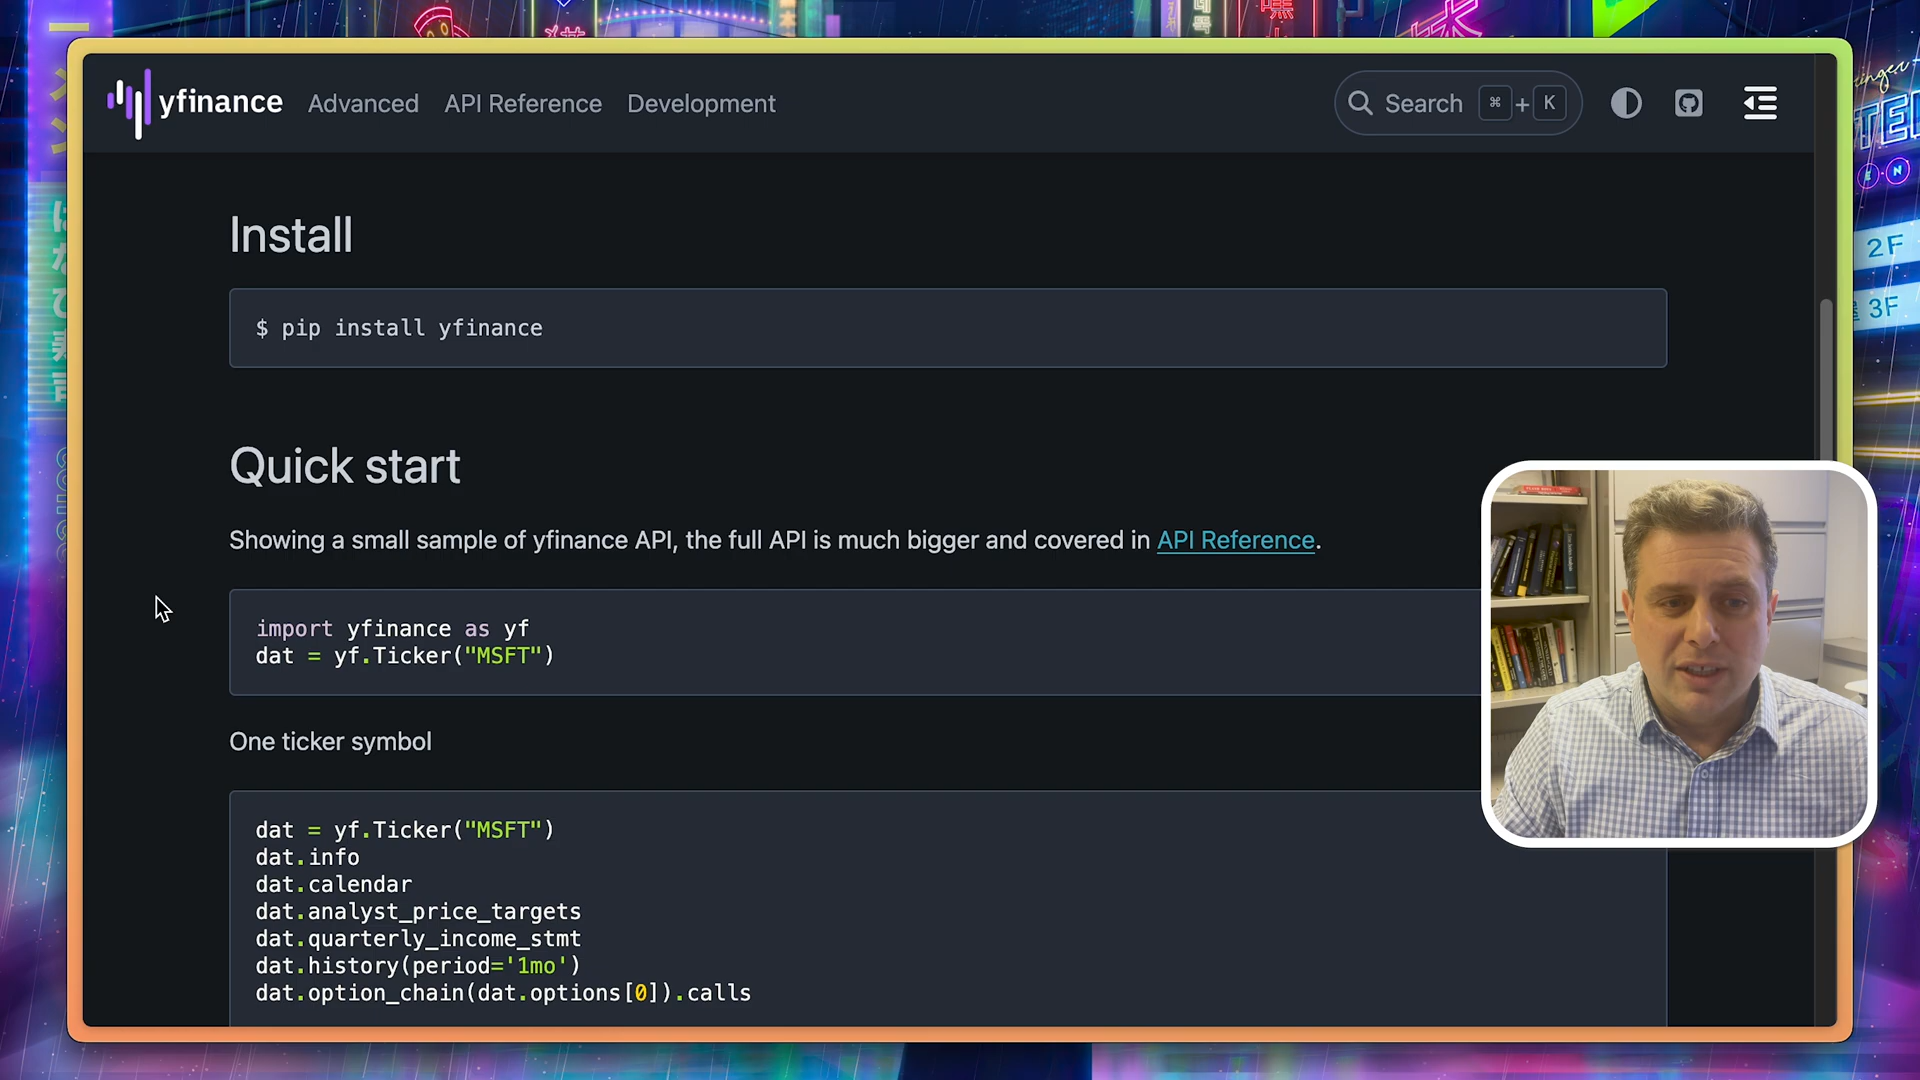 yfinance
Advanced
API Reference
Development
Search ⌘ + K
Install
$ pip install yfinance
Quick start
Showing a small sample of yfinance API, the full API is much bigger and covered in API Reference.
import yfinance as yf
dat = yf.Ticker("MSFT")
One ticker symbol
dat = yf.Ticker("MSFT")
dat.info
dat.calendar
dat.analyst_price_targets
dat.quarterly_income_stmt
dat.history(period='1mo')
dat.option_chain(dat.options[0]).calls
2F
3F